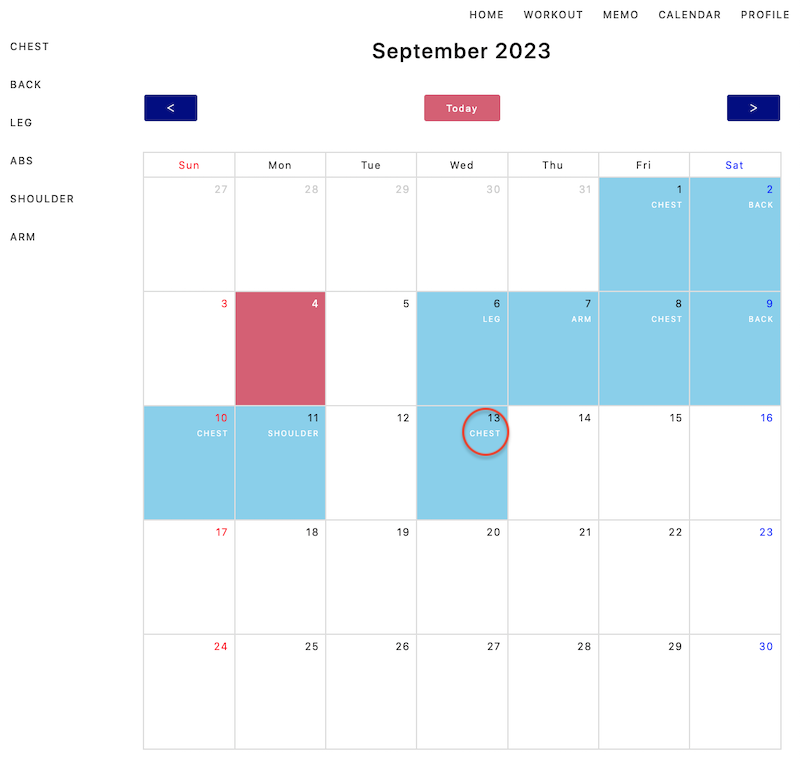 HOME WORKOUT MEMO CALENDAR PROFILE
CHEST
BACK
LEG
ABS
SHOULDER
ARM
September 2023
< Today >
Sun Mon Tue Wed Thu Fri Sat
27 28 29 30 31 1 2
CHEST BACK
3 4 5 6 7 8 9
LEG ARM CHEST BACK
10 11 12 13 14 15 16
CHEST SHOULDER CHEST
17 18 19 20 21 22 23
24 25 26 27 28 29 30